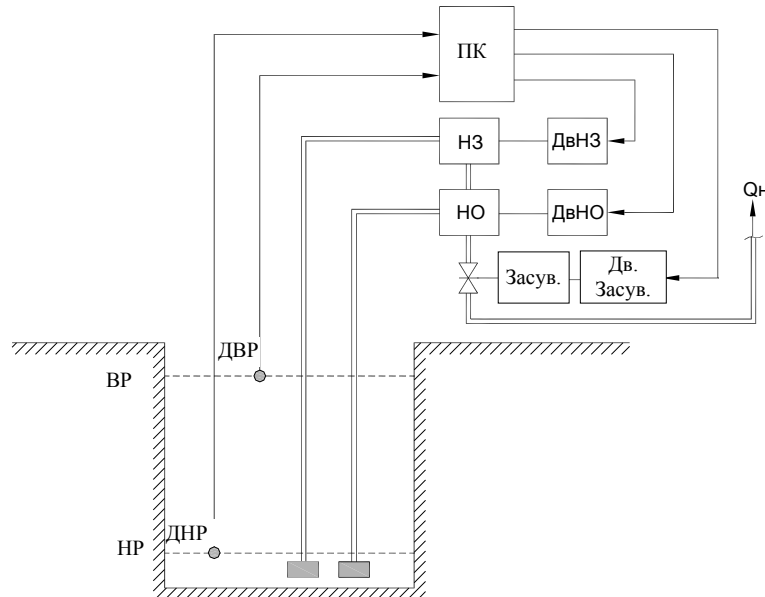 ПК
НЗ
ДвНЗ
Qн
НО
ДвНО
Засув.
Дв.
Засув.
ДВР
ВР
ДНР
НР